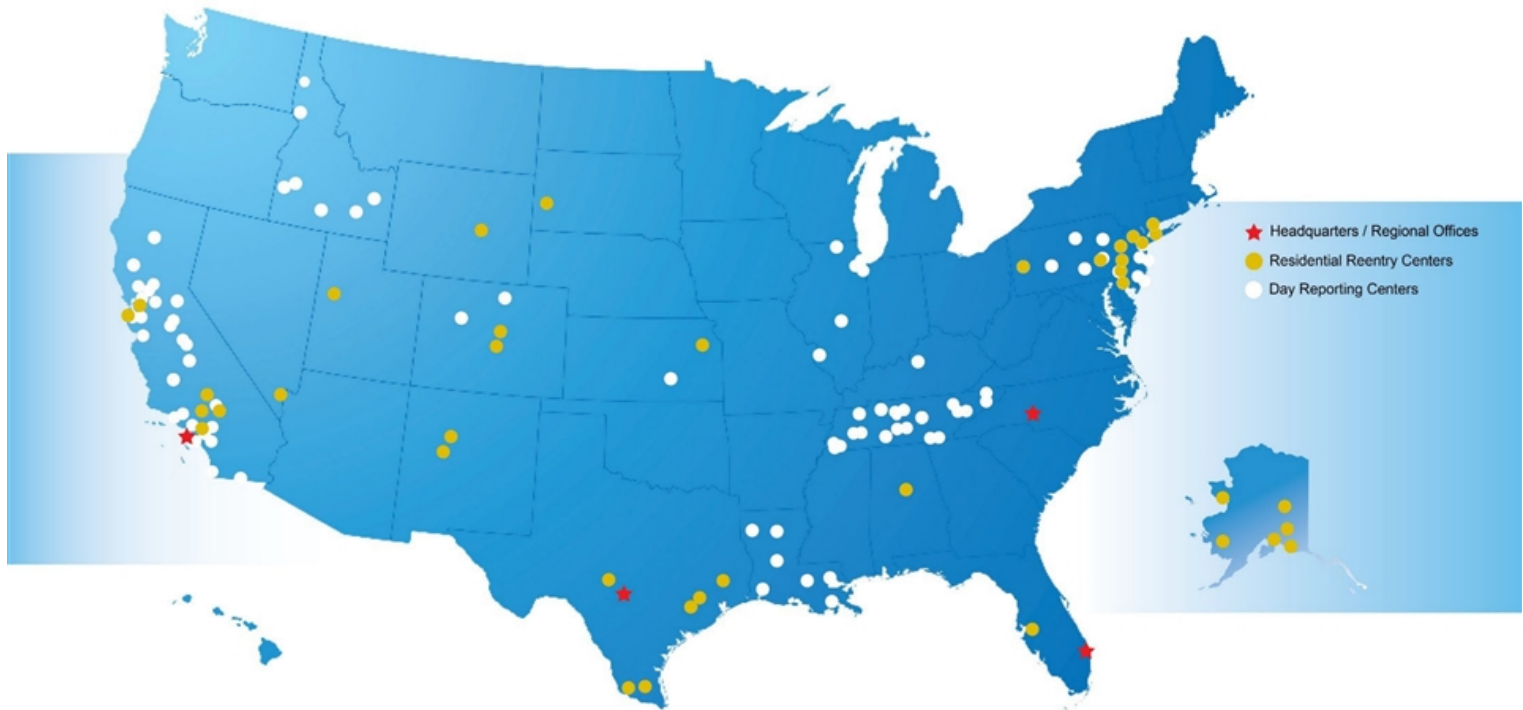 Headquarters / Regional Offices
Residential Reentry Centers
Day Reporting Centers